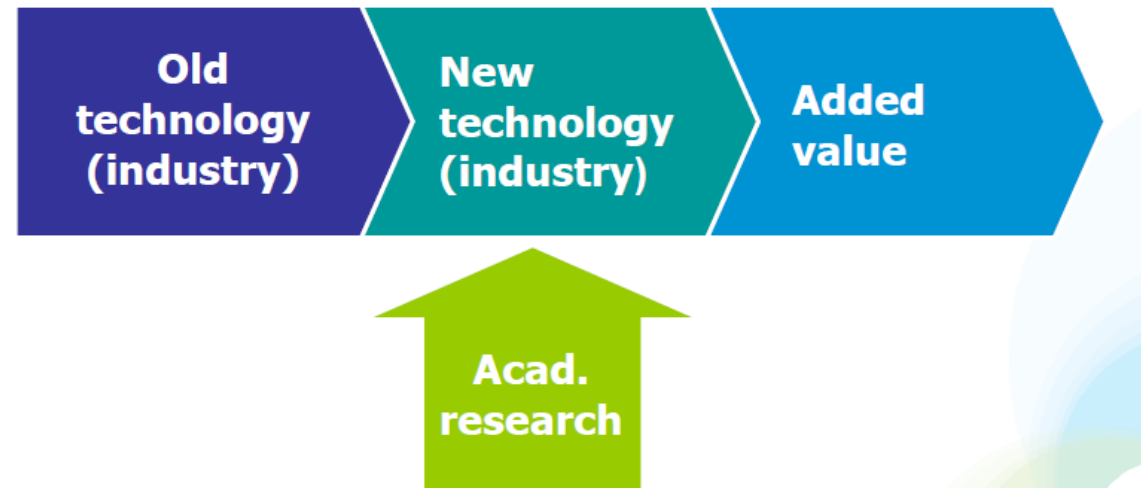 Old
technology
(industry)
New
technology
(industry)
Added
value
Acad.
research